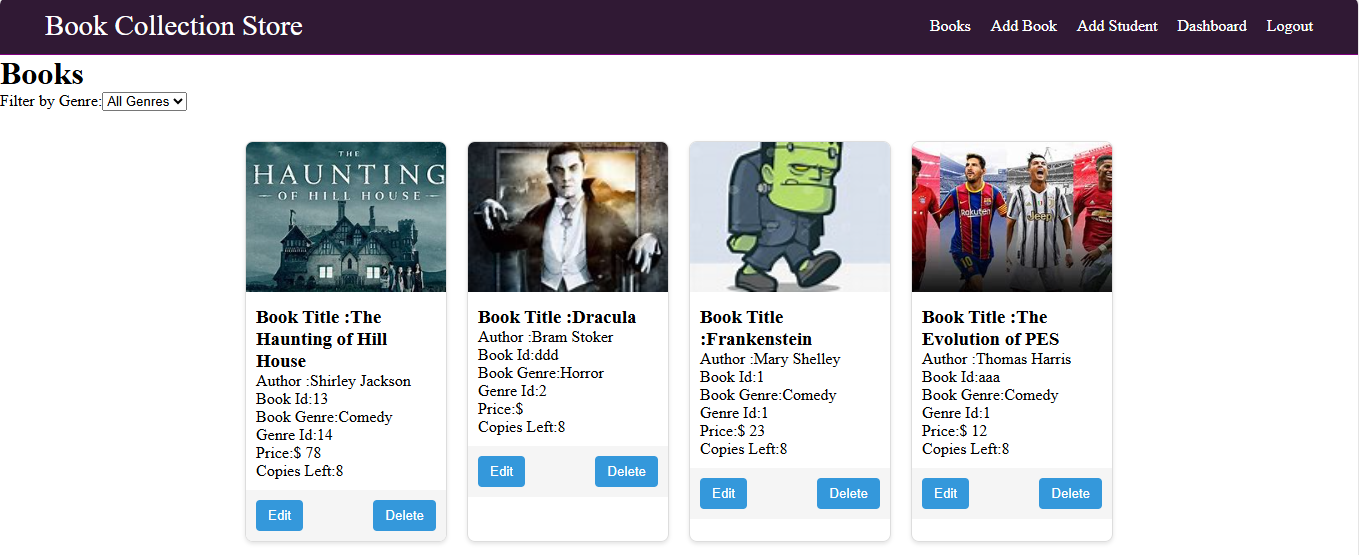 Book Collection Store
Books Add Book Add Student Dashboard Logout
Books
Filter by Genre: All Genres
THE
HAUNTING
OF HILL HOUSE
Book Title :The
Haunting of Hill
House
Author :Shirley Jackson
Book Id:13
Book Genre:Comedy
Genre Id:14
Price:$ 78
Copies Left:8
Edit Delete
Book Title :Dracula
Author :Bram Stoker
Book Id:ddd
Book Genre:Horror
Genre Id:2
Price:$
Copies Left:8
Edit Delete
Book Title
:Frankenstein
Author :Mary Shelley
Book Id:1
Book Genre:Comedy
Genre Id:1
Price:$ 23
Copies Left:8
Edit Delete
Rakuten
10
Jeep
Book Title :The
Evolution of PES
Author :Thomas Harris
Book Id:aaa
Book Genre:Comedy
Genre Id:1
Price:$ 12
Copies Left:8
Edit Delete